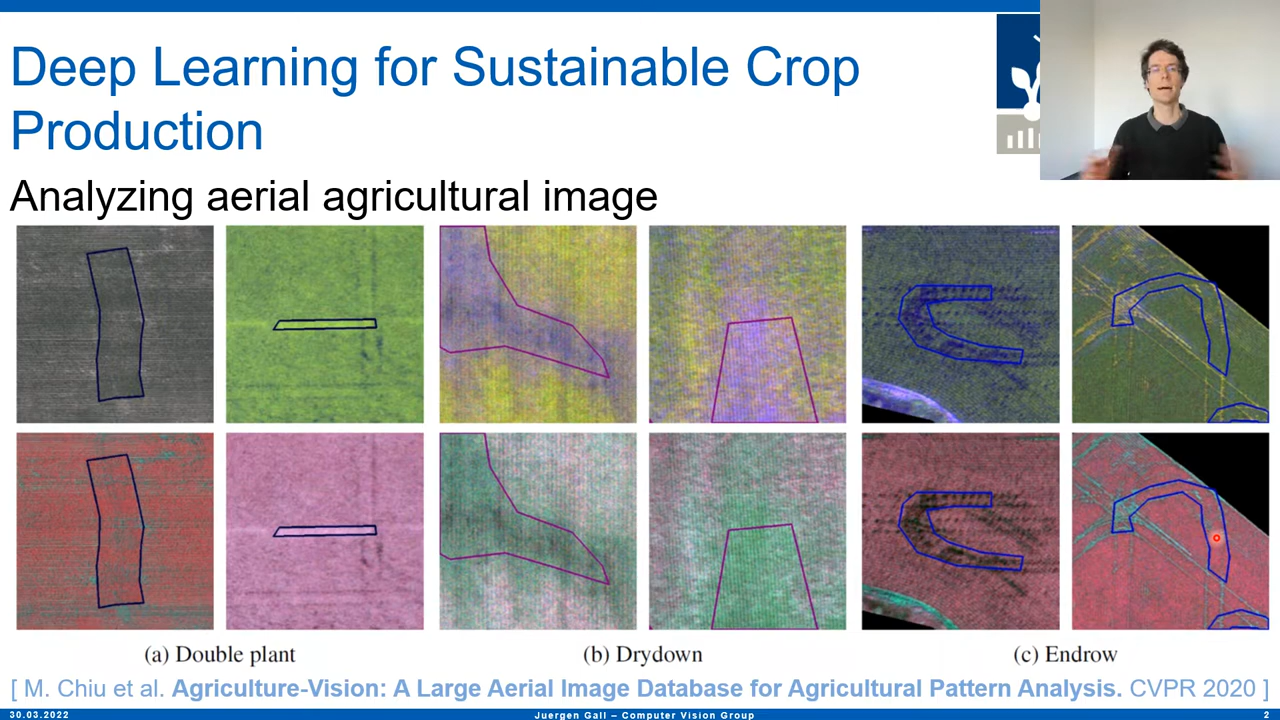 Deep Learning for Sustainable Crop
Production
Analyzing aerial agricultural image
(a) Double plant
(b) Drydown
(c) Endrow
[ M. Chiu et al. Agriculture-Vision: A Large Aerial Image Database for Agricultural Pattern Analysis. CVPR 2020 ]
30.03.2022
Juergen Gall – Computer Vision Group
2